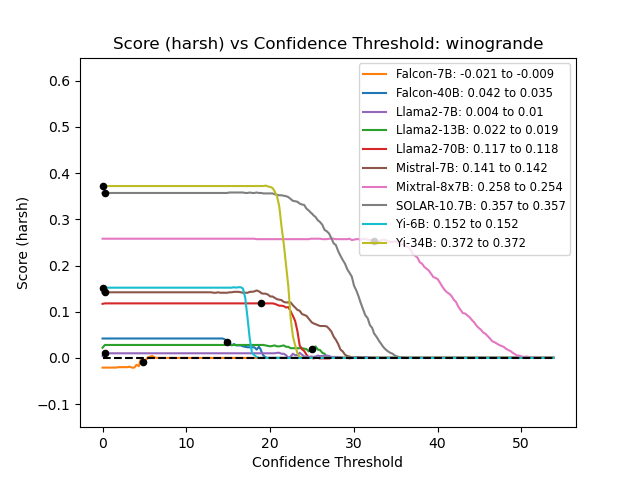 Score (harsh) vs Confidence Threshold: winogrande
Score (harsh)
0.6
0.5
0.4
0.3
0.2
0.1
0.0
−0.1
Falcon-7B: -0.021 to -0.009
Falcon-40B: 0.042 to 0.035
Llama2-7B: 0.004 to 0.01
Llama2-13B: 0.022 to 0.019
Llama2-70B: 0.117 to 0.118
Mistral-7B: 0.141 to 0.142
Mixtral-8x7B: 0.258 to 0.254
SOLAR-10.7B: 0.357 to 0.357
Yi-6B: 0.152 to 0.152
Yi-34B: 0.372 to 0.372
0 10 20 30 40 50
Confidence Threshold